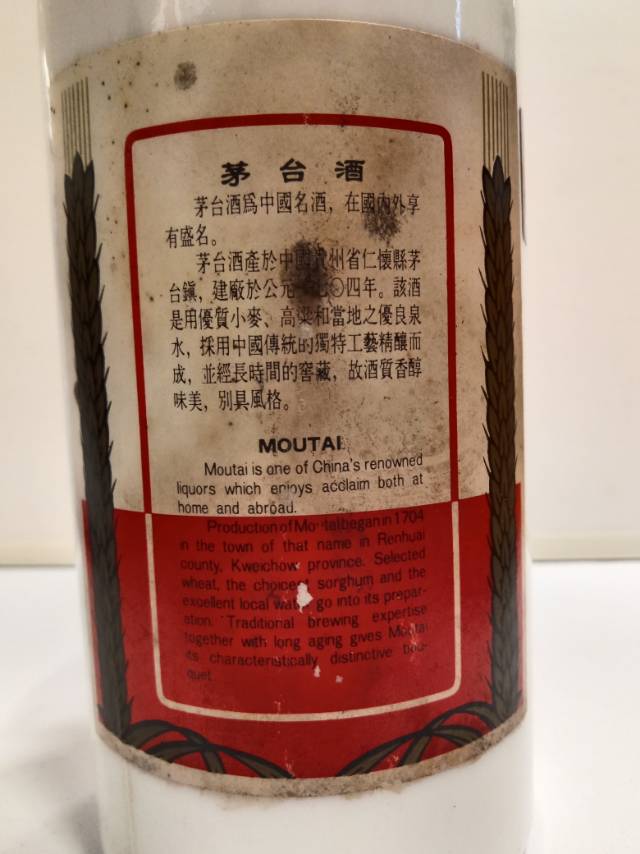 茅台酒
茅台酒爲中國名酒，在國內外享
有盛名。
茅台酒產於中國貴州省仁懷縣茅
台鎮，建廠於公元 〇四年。該酒
是用優質小麥、高粱和當地之優良泉
水，採用中國傳統的獨特工藝精釀而
成，並經長時間的窖藏，故酒質香醇
味美，別具風格。
MOUTAI
Moutai is one of China's renowned
liquors which enjoys acclaim both at
home and abroad.
Production of Moutai began in 1704
in the town of that name in Renhuai
county, Kweichow province. Selected
wheat, the choicest sorghum and the
excellent local water go into its prepar-
ation. Traditional brewing expertise
together with long aging gives Moutai
its characteristically distinctive bou-
quet.